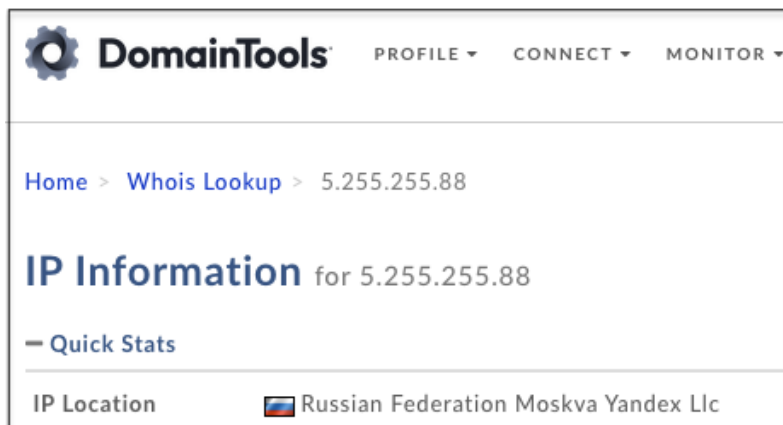 DomainTools PROFILE CONNECT MONITOR
Home > Whois Lookup > 5.255.255.88
IP Information for 5.255.255.88
Quick Stats
IP Location Russian Federation Moskva Yandex Llc